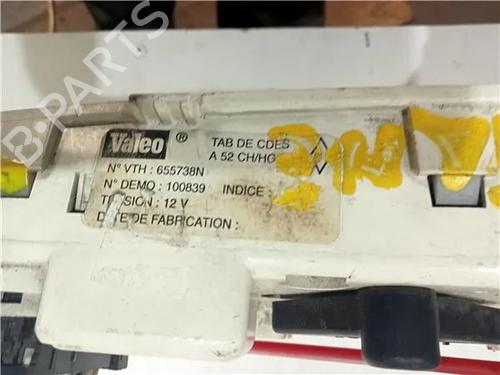 B-PARTS
Valeo ®
TAB DE CDES
A 52 CH/HG
N° VTH : 655738N
N° DEMO : 100839 INDICE :
TENSION : 12 V
DATE DE FABRICATION :